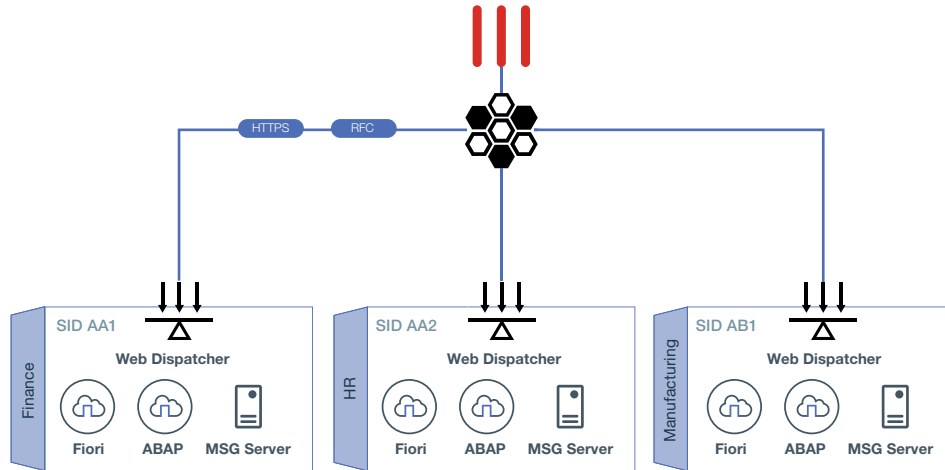 HTTPS
RFC
Finance
SID AA1
Web Dispatcher
Fiori
ABAP
MSG Server
HR
SID AA2
Web Dispatcher
Fiori
ABAP
MSG Server
Manufacturing
SID AB1
Web Dispatcher
Fiori
ABAP
MSG Server